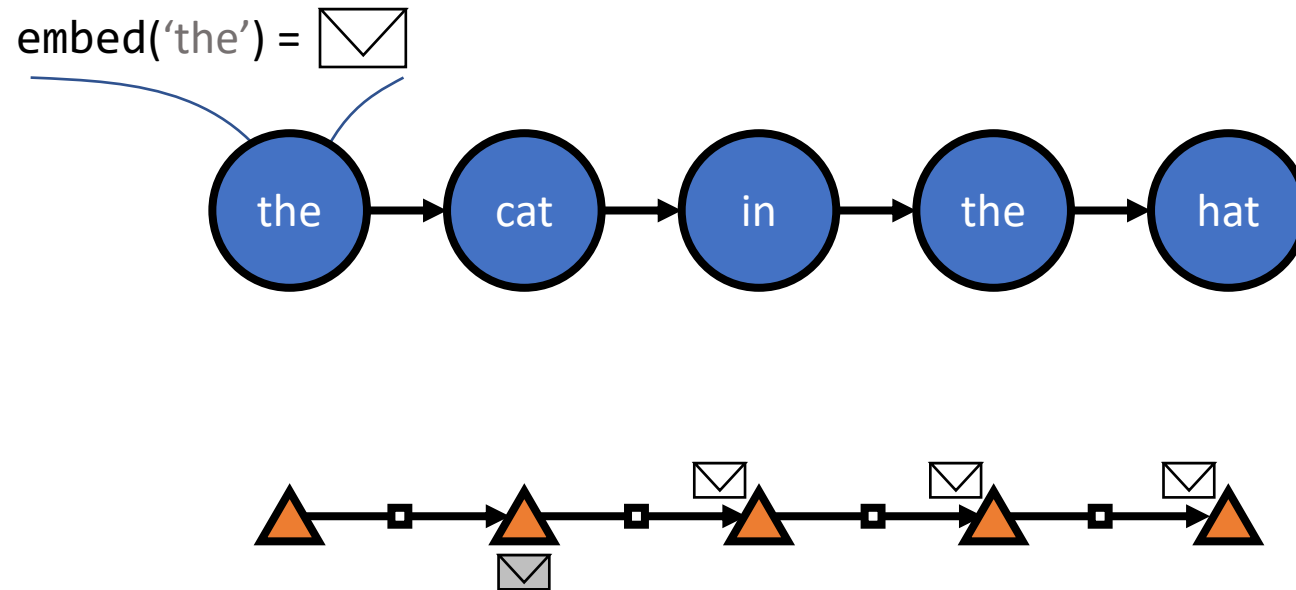 embed(‘the’) =
the cat in the hat